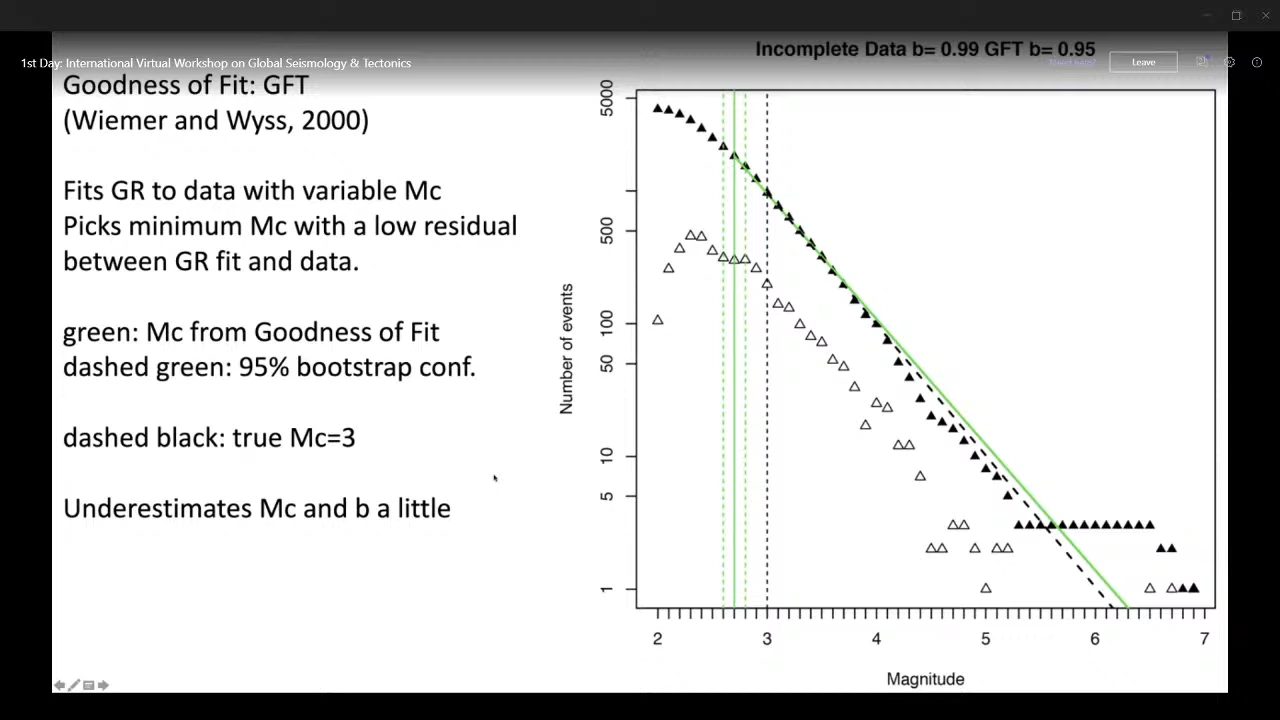 Incomplete Data b= 0.99 GFT b= 0.95
1st Day: International Virtual Workshop on Global Seismology & Tectonics
Leave
Goodness of Fit: GFT
(Wiemer and Wyss, 2000)
Fits GR to data with variable Mc
Picks minimum Mc with a low residual
between GR fit and data.
green: Mc from Goodness of Fit
dashed green: 95% bootstrap conf.
dashed black: true Mc=3
Underestimates Mc and b a little
Number of events
5000
500
100
50
10
5
1
2 3 4 5 6 7
Magnitude